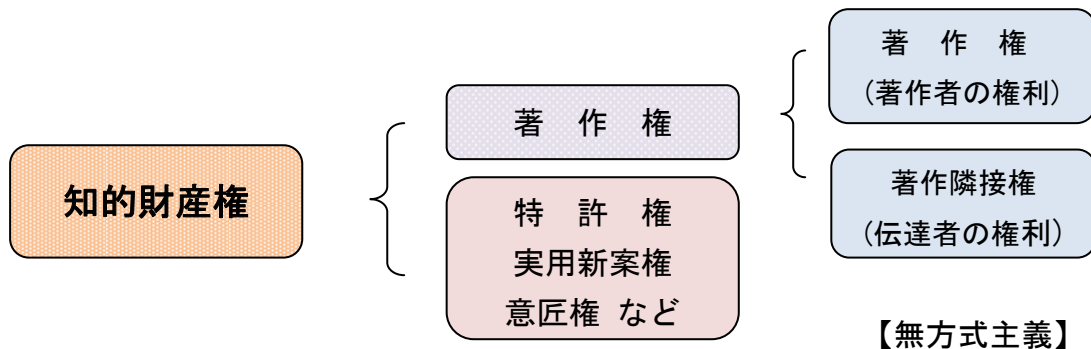 知的財産権
著 作 権
特 許 権
実用新案権
意匠権 など
著 作 権
(著作者の権利)
著作隣接権
(伝達者の権利)
【無方式主義】